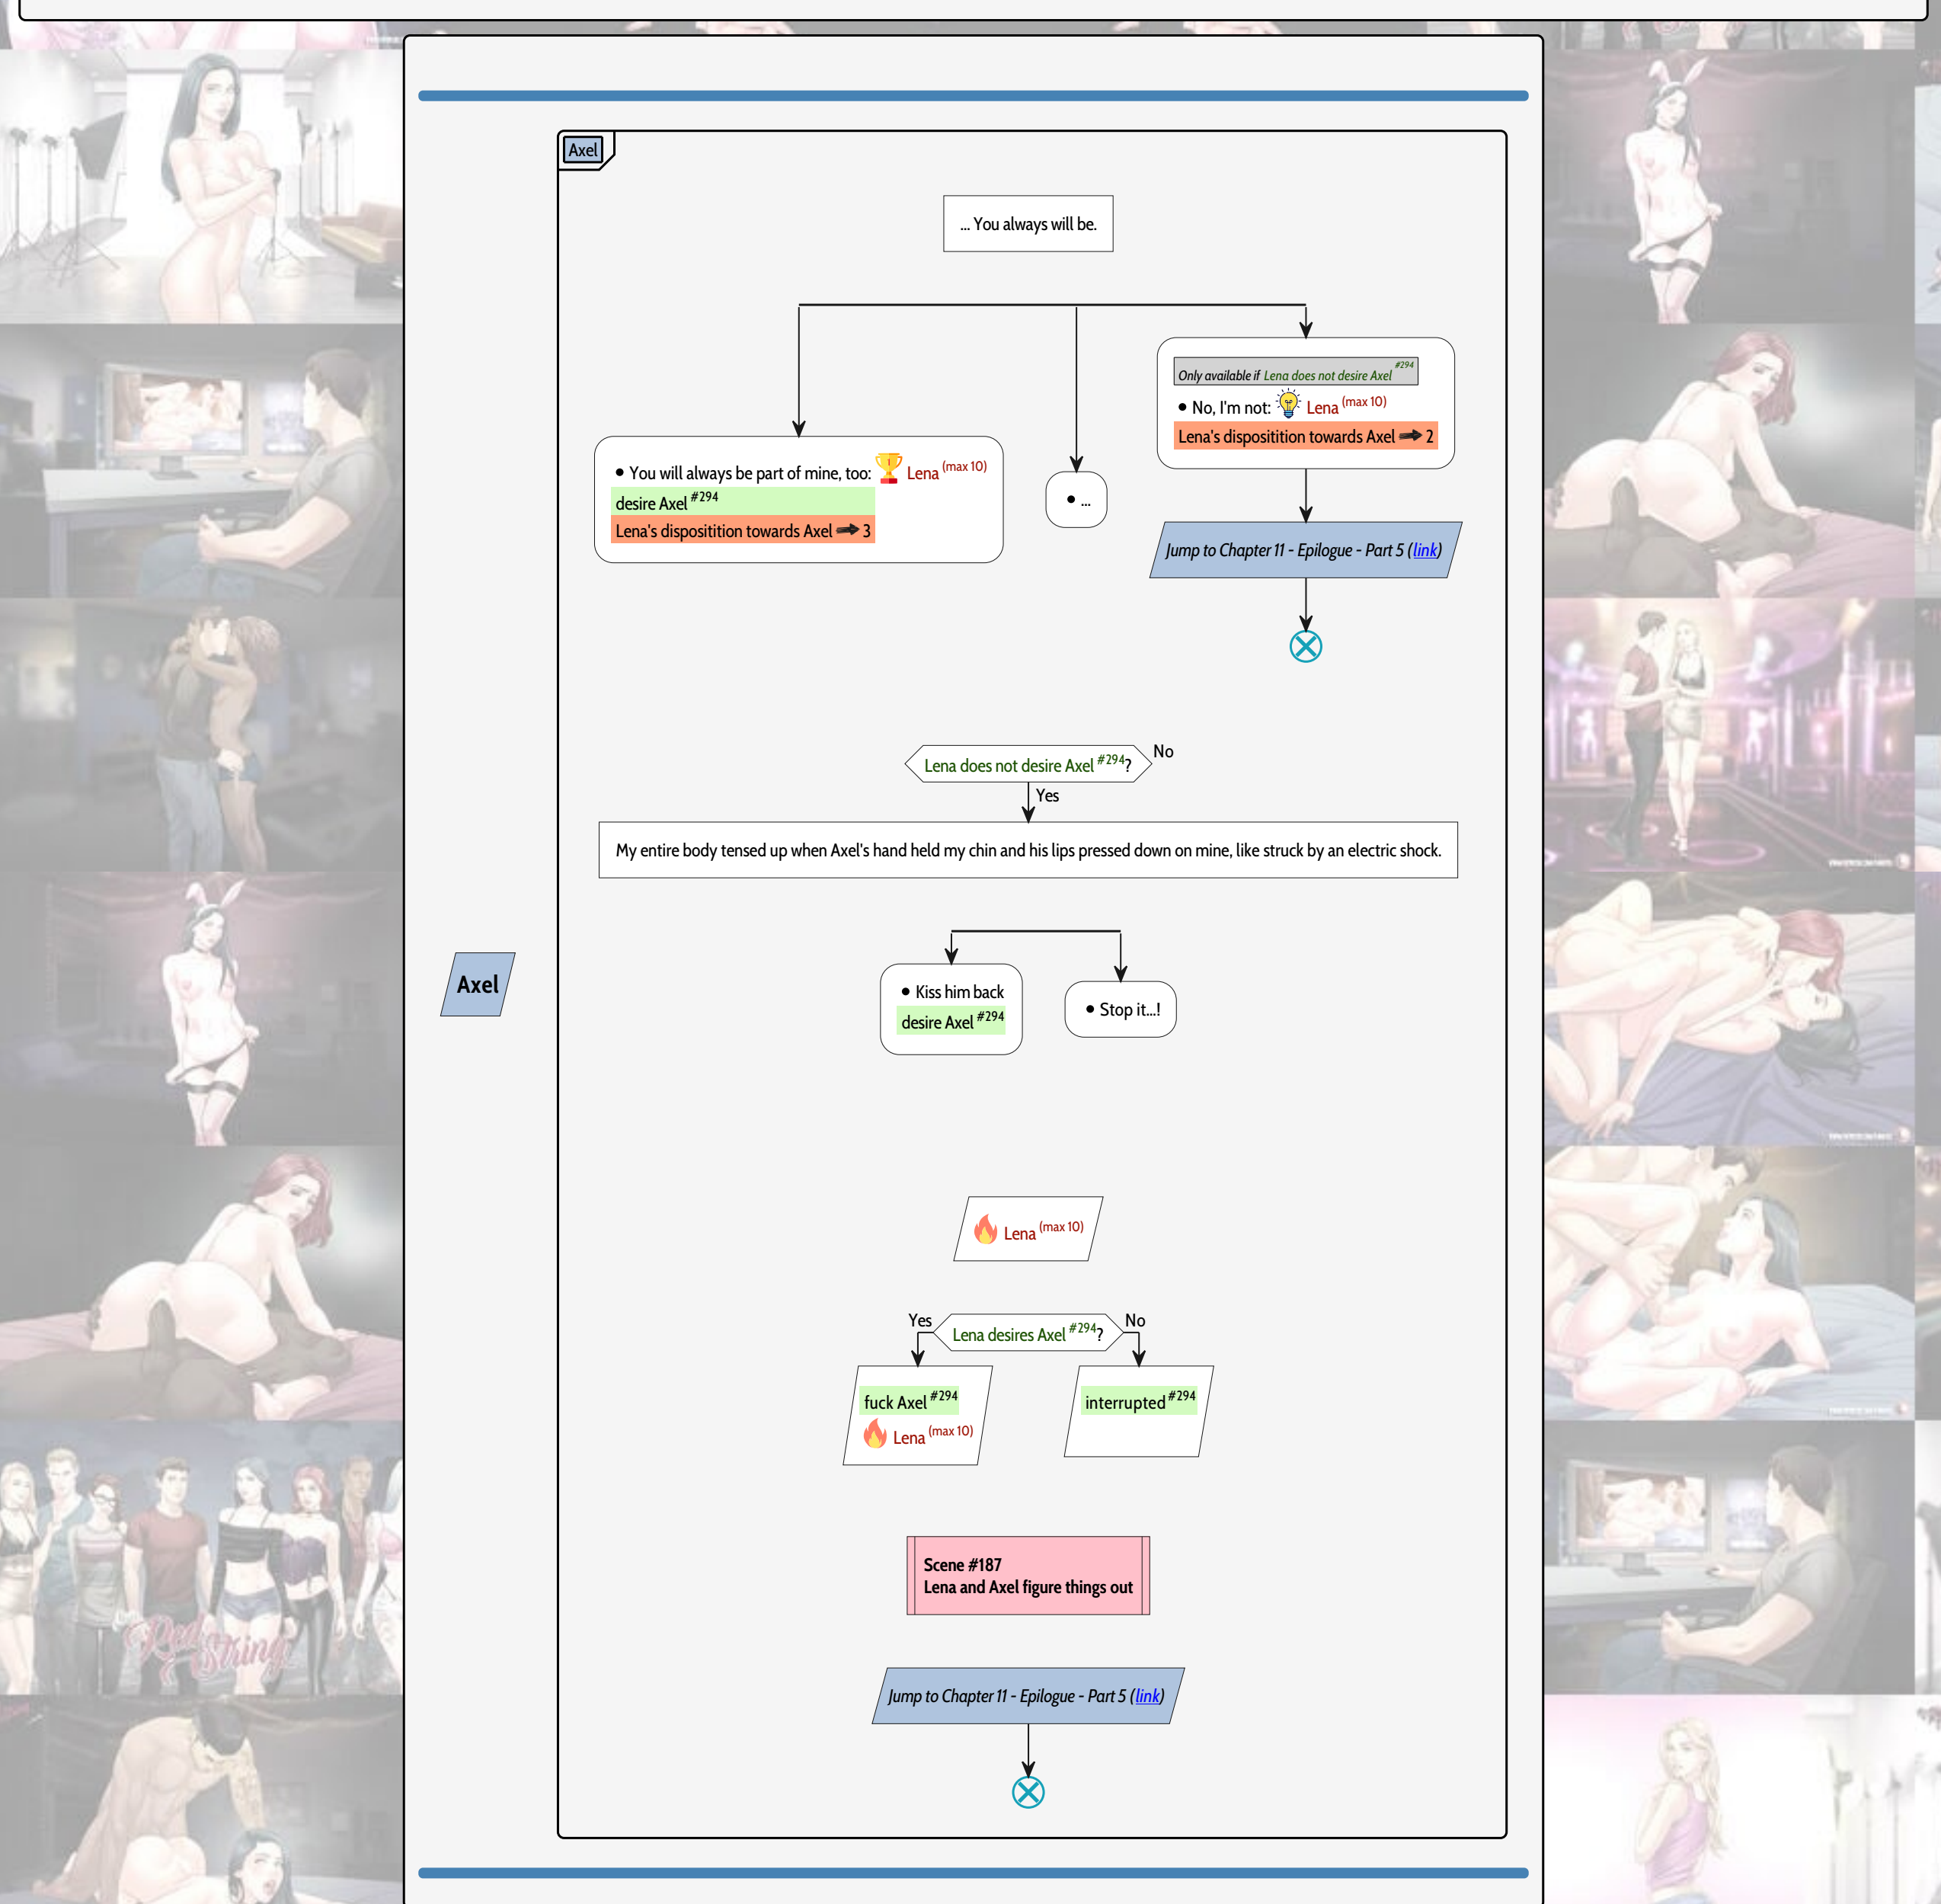 Axel
... You always will be.
Only available if Lena does not desire Axel #294
• No, I'm not: Lena (max 10)
Lena's disposition towards Axel 2
• You will always be part of mine, too: 1 Lena (max 10)
desire Axel #294
Lena's disposition towards Axel 3
• ...
Jump to Chapter 11 - Epilogue - Part 5 (link)
Lena does not desire Axel #294?
No
Yes
My entire body tensed up when Axel's hand held my chin and his lips pressed down on mine, like struck by an electric shock.
• Kiss him back
desire Axel #294
• Stop it...!
Axel
Lena (max 10)
Yes
Lena desires Axel #294?
No
fuck Axel #294
Lena (max 10)
interrupted #294
Scene #187
Lena and Axel figure things out
Jump to Chapter 11 - Epilogue - Part 5 (link)
Red
Strings